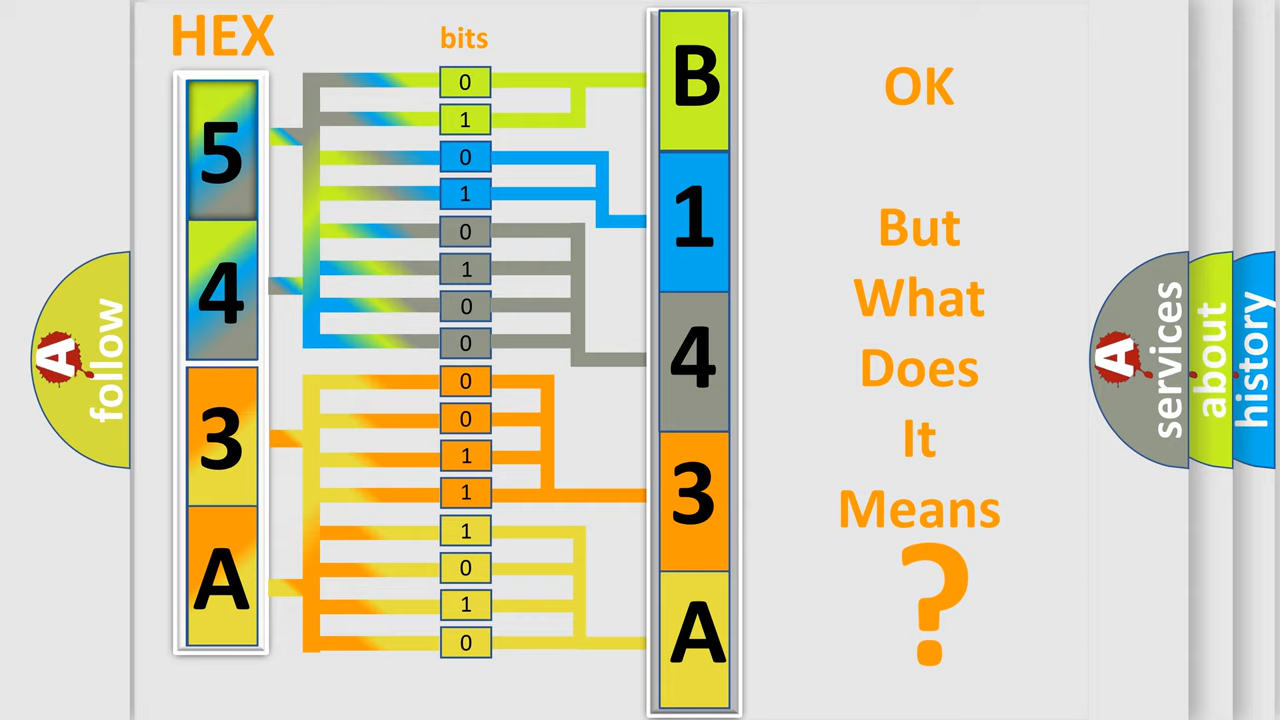 HEX
bits
5
4
3
A
0
1
0
1
0
1
0
0
0
0
1
1
1
0
1
0
B
1
4
3
A
OK
But
What
Does
It
Means
?
A
follow
A
services
about
history